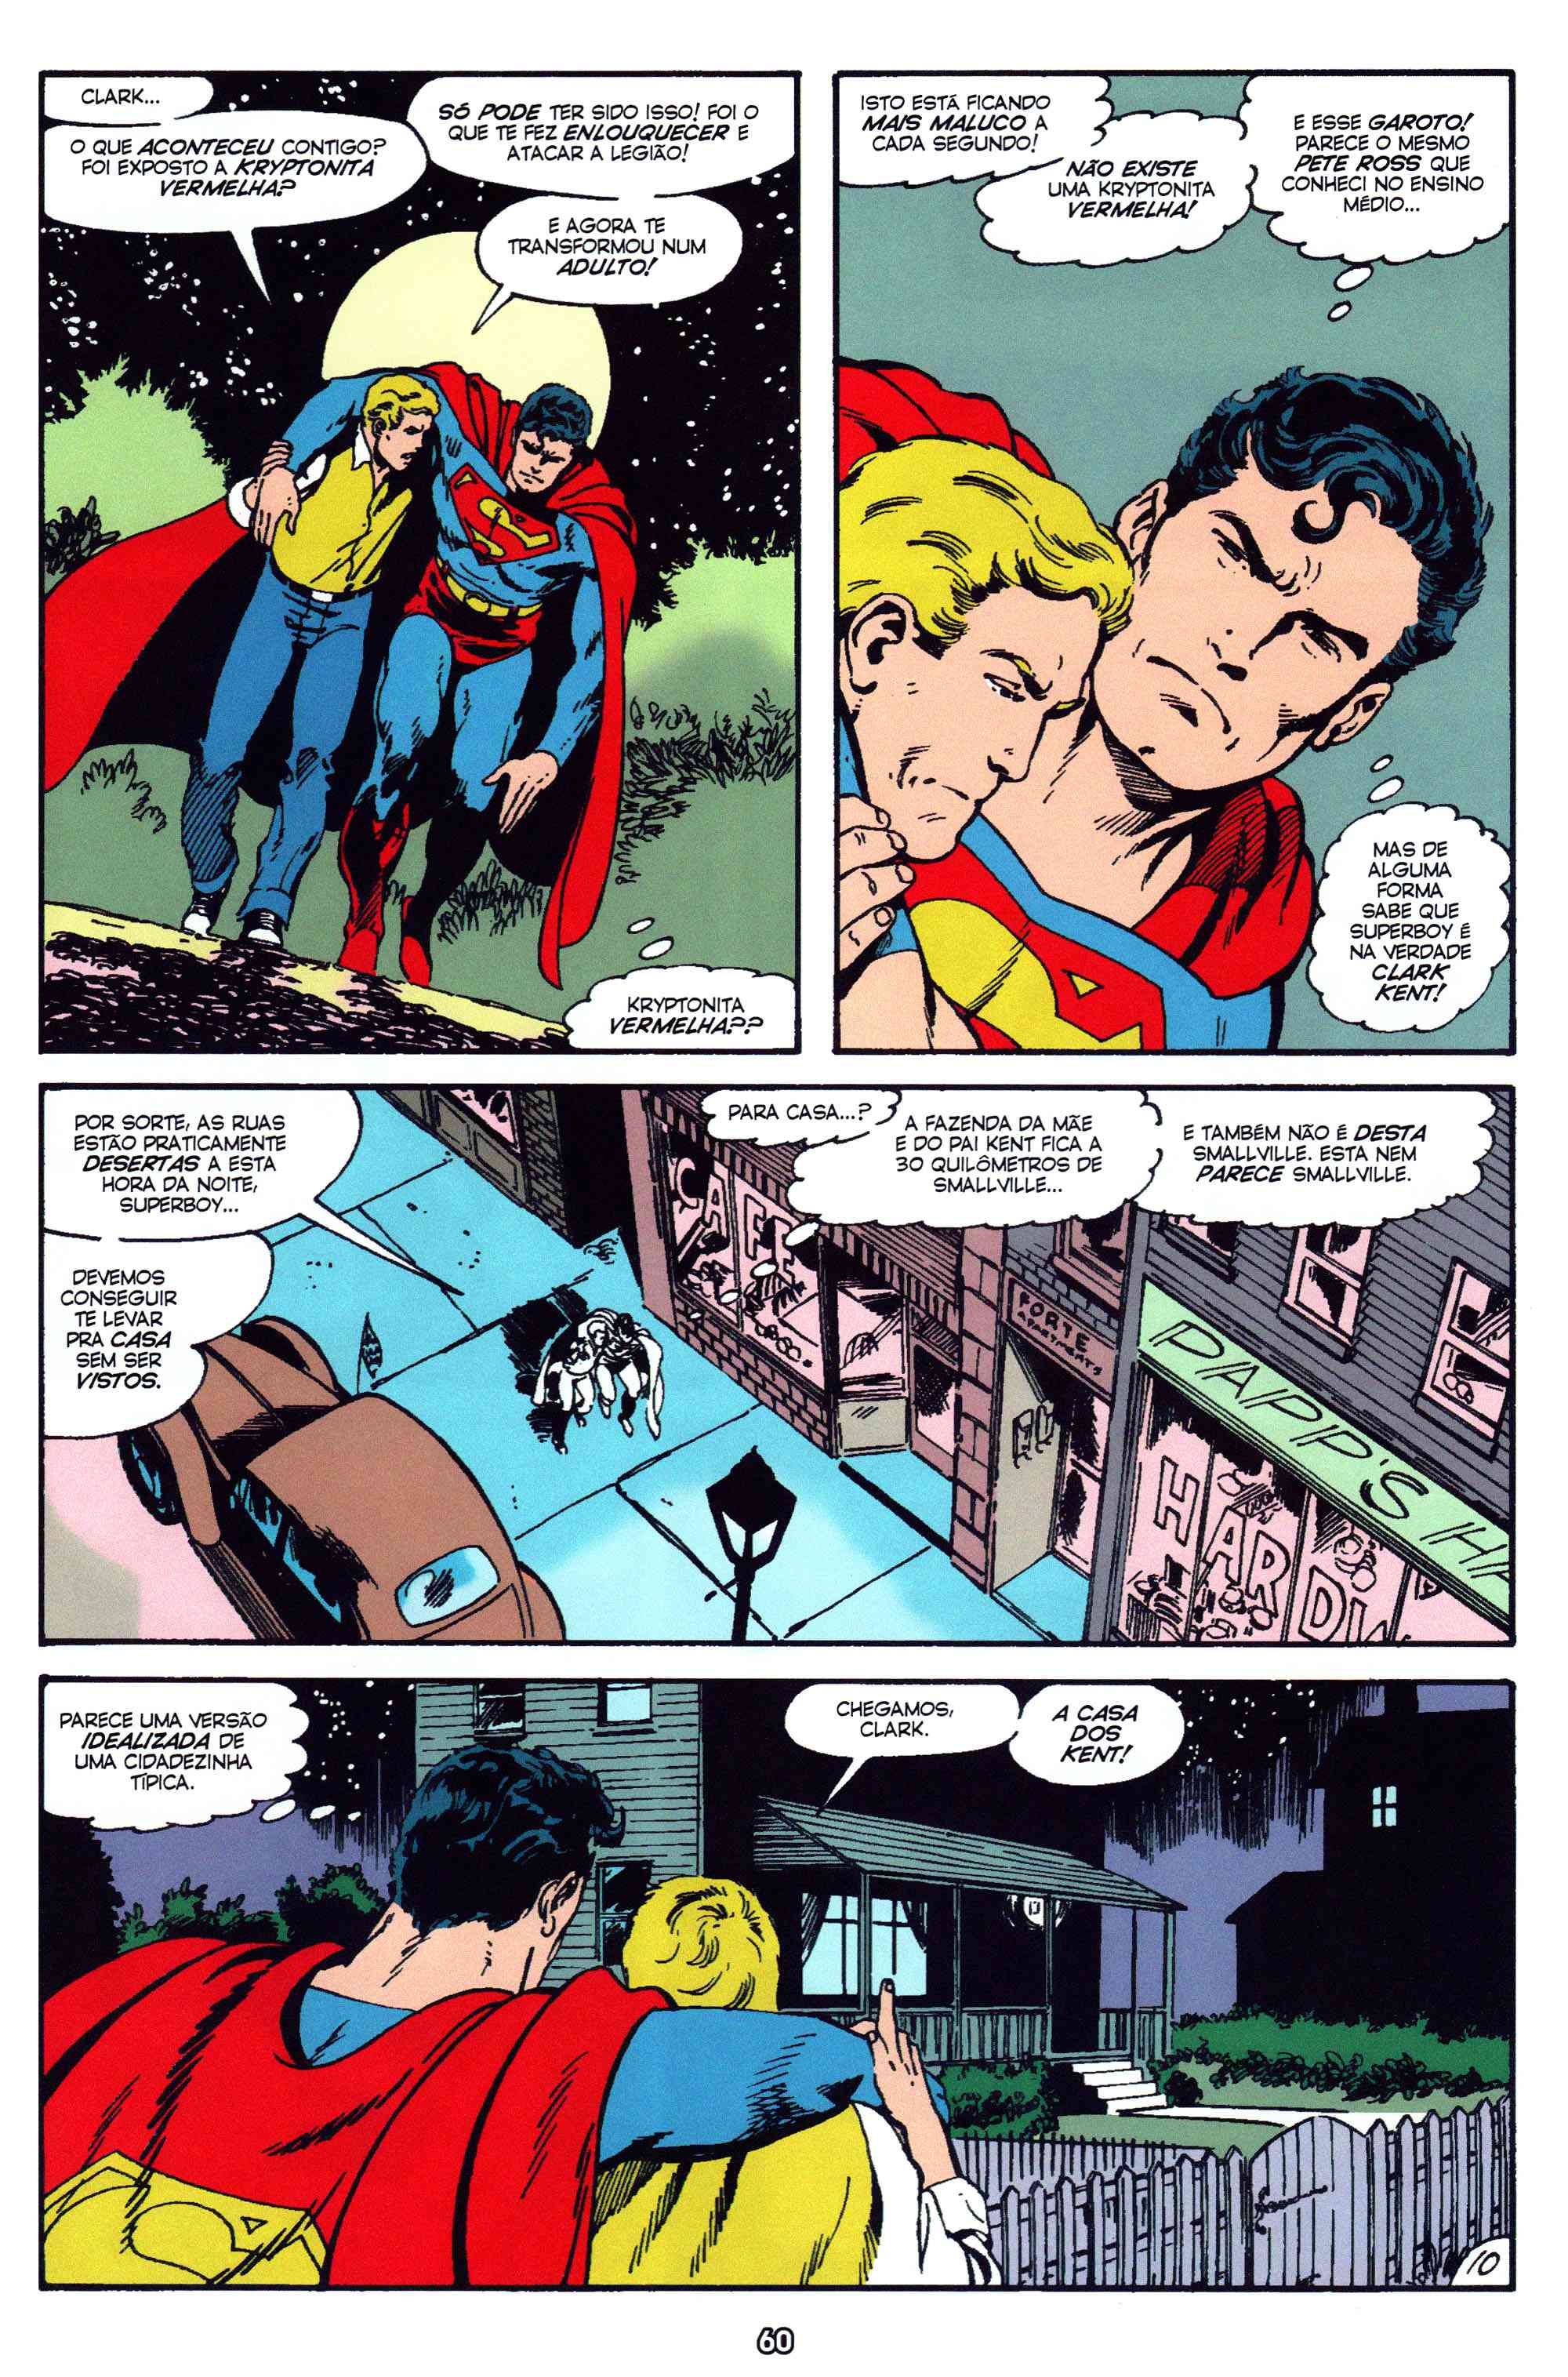 CLARK...
O QUE ACONTECEU CONTIGO?
FOI EXPOSTO A KRYPTONITA
VERMELHA?
SÓ PODE TER SIDO ISSO! FOI O
QUE TE FEZ ENLOUQUECER E
ATACAR A LEGIÃO!
E AGORA TE
TRANSFORMOU NUM
ADULTO!
KRYPTONITA
VERMELHA??
ISTO ESTÁ FICANDO
MAIS MALUCO A
CADA SEGUNDO!
NÃO EXISTE
UMA KRYPTONITA
VERMELHA!
E ESSE GAROTO!
PARECE O MESMO
PETE ROSS QUE
CONHECI NO ENSINO
MÉDIO...
MAS DE
ALGUMA
FORMA
SABE QUE
SUPERBOY É
NA VERDADE
CLARK
KENT!
POR SORTE, AS RUAS
ESTÃO PRATICAMENTE
DESERTAS A ESTA
HORA DA NOITE,
SUPERBOY...
DEVEMOS
CONSEGUIR
TE LEVAR
PRA CASA
SEM SER
VISTOS.
PARA CASA...?
A FAZENDA DA MÃE
E DO PAI KENT FICA A
30 QUILÔMETROS DE
SMALLVILLE...
E TAMBÉM NÃO É DESTA
SMALLVILLE. ESTA NEM
PARECE SMALLVILLE.
CAFE
FORTE
APARTMENTS
PAPP'S HA
HARDW
PARECE UMA VERSÃO
IDEALIZADA DE
UMA CIDADEZINHA
TÍPICA.
CHEGAMOS,
CLARK.
A CASA
DOS
KENT!
10
60